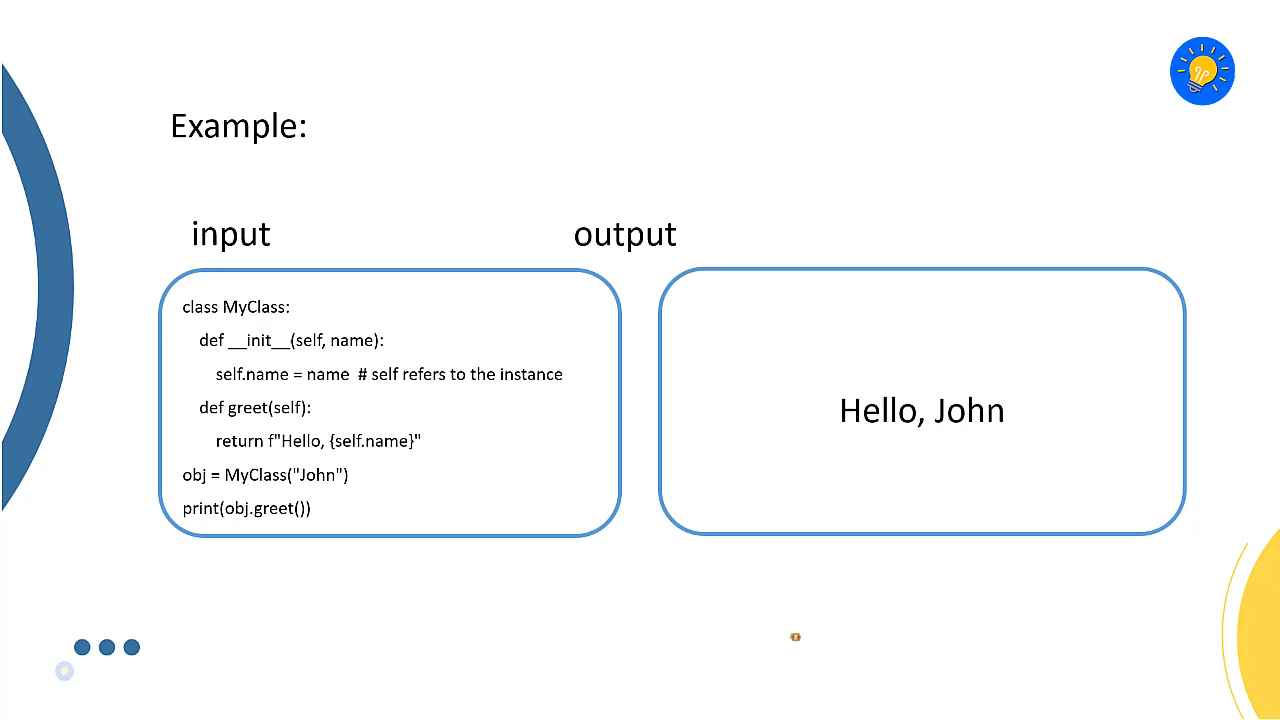 Example:
input
output
class MyClass:
def __init__(self, name):
self.name = name  # self refers to the instance
def greet(self):
return f"Hello, {self.name}"
obj = MyClass("John")
print(obj.greet())
Hello, John